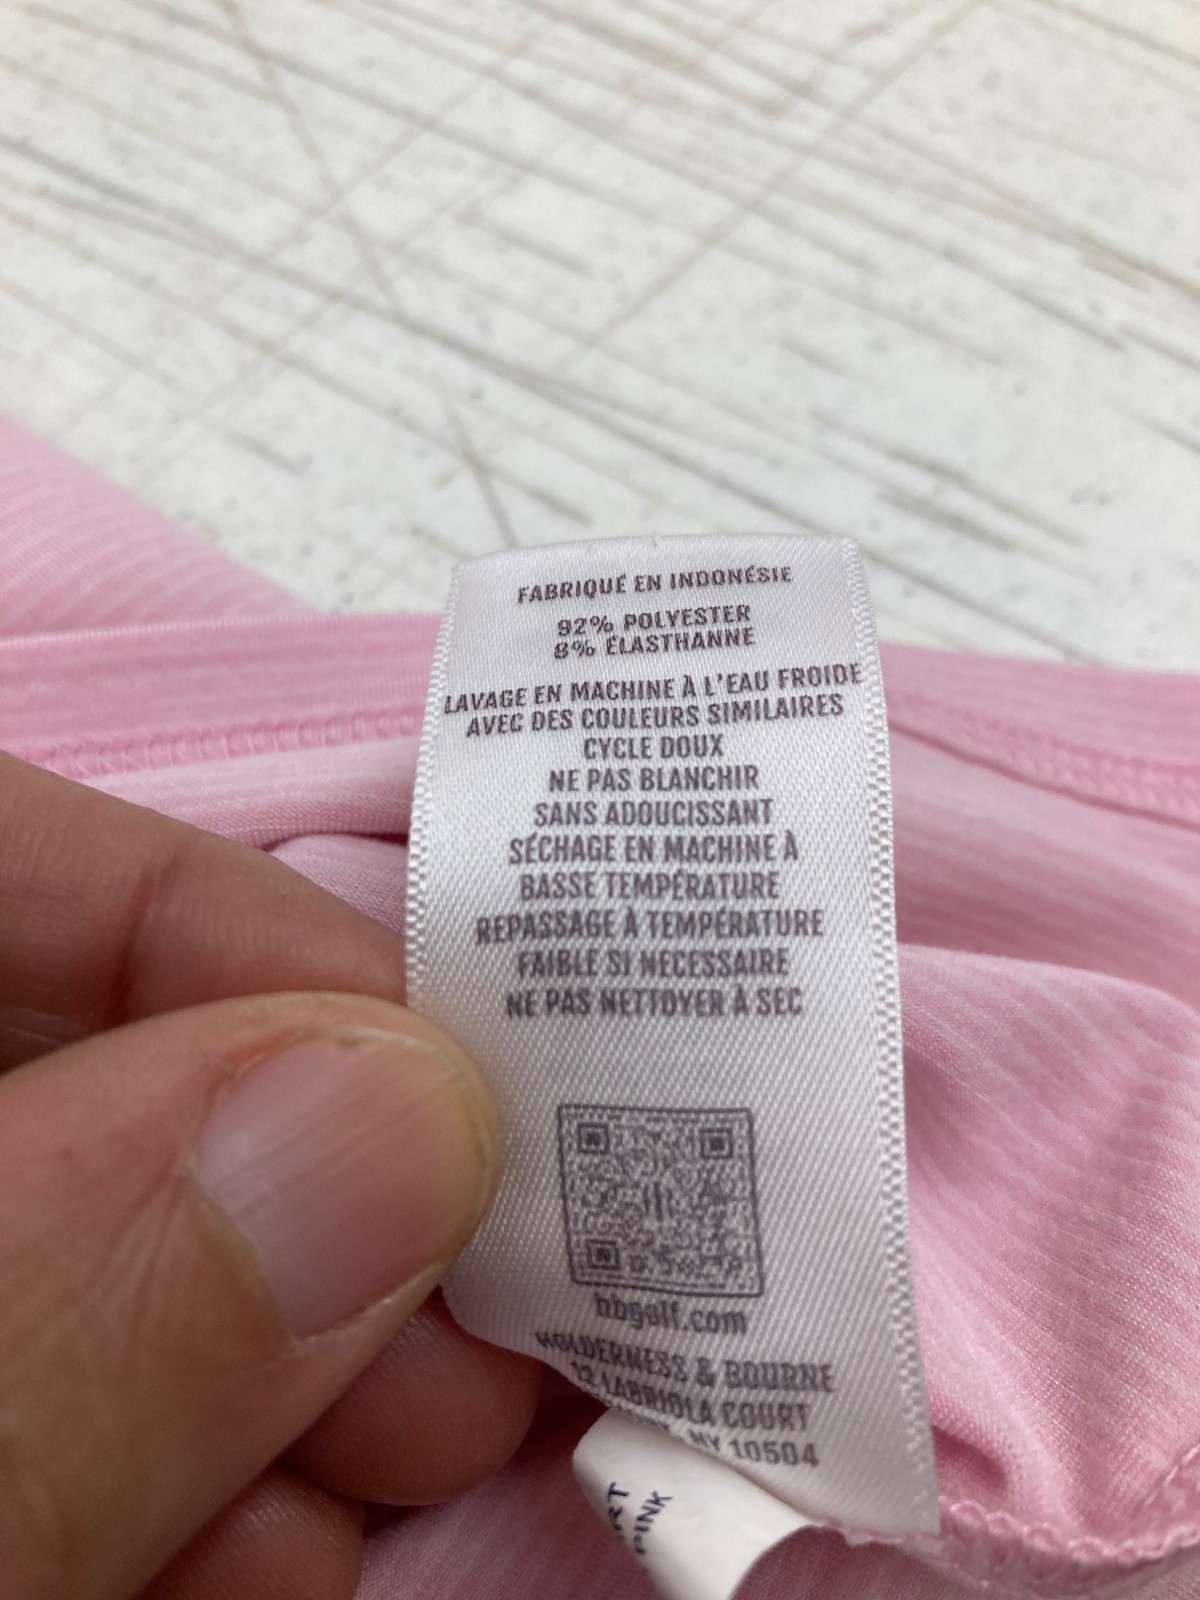 FABRIQUÉ EN INDONÉSIE
92% POLYESTER
8% ÉLASTHANNE
LAVAGE EN MACHINE À L'EAU FROIDE
AVEC DES COULEURS SIMILAIRES
CYCLE DOUX
NE PAS BLANCHIR
SANS ADOUCISSANT
SÉCHAGE EN MACHINE À
BASSE TEMPÉRATURE
REPASSAGE À TEMPÉRATURE
FAIBLE SI NECESSAIRE
NE PAS NETTOYER À SEC
hbgolf.com
HOLDERNESS & BOURNE
12 LABRIOLA COURT
NY 10504
PINK